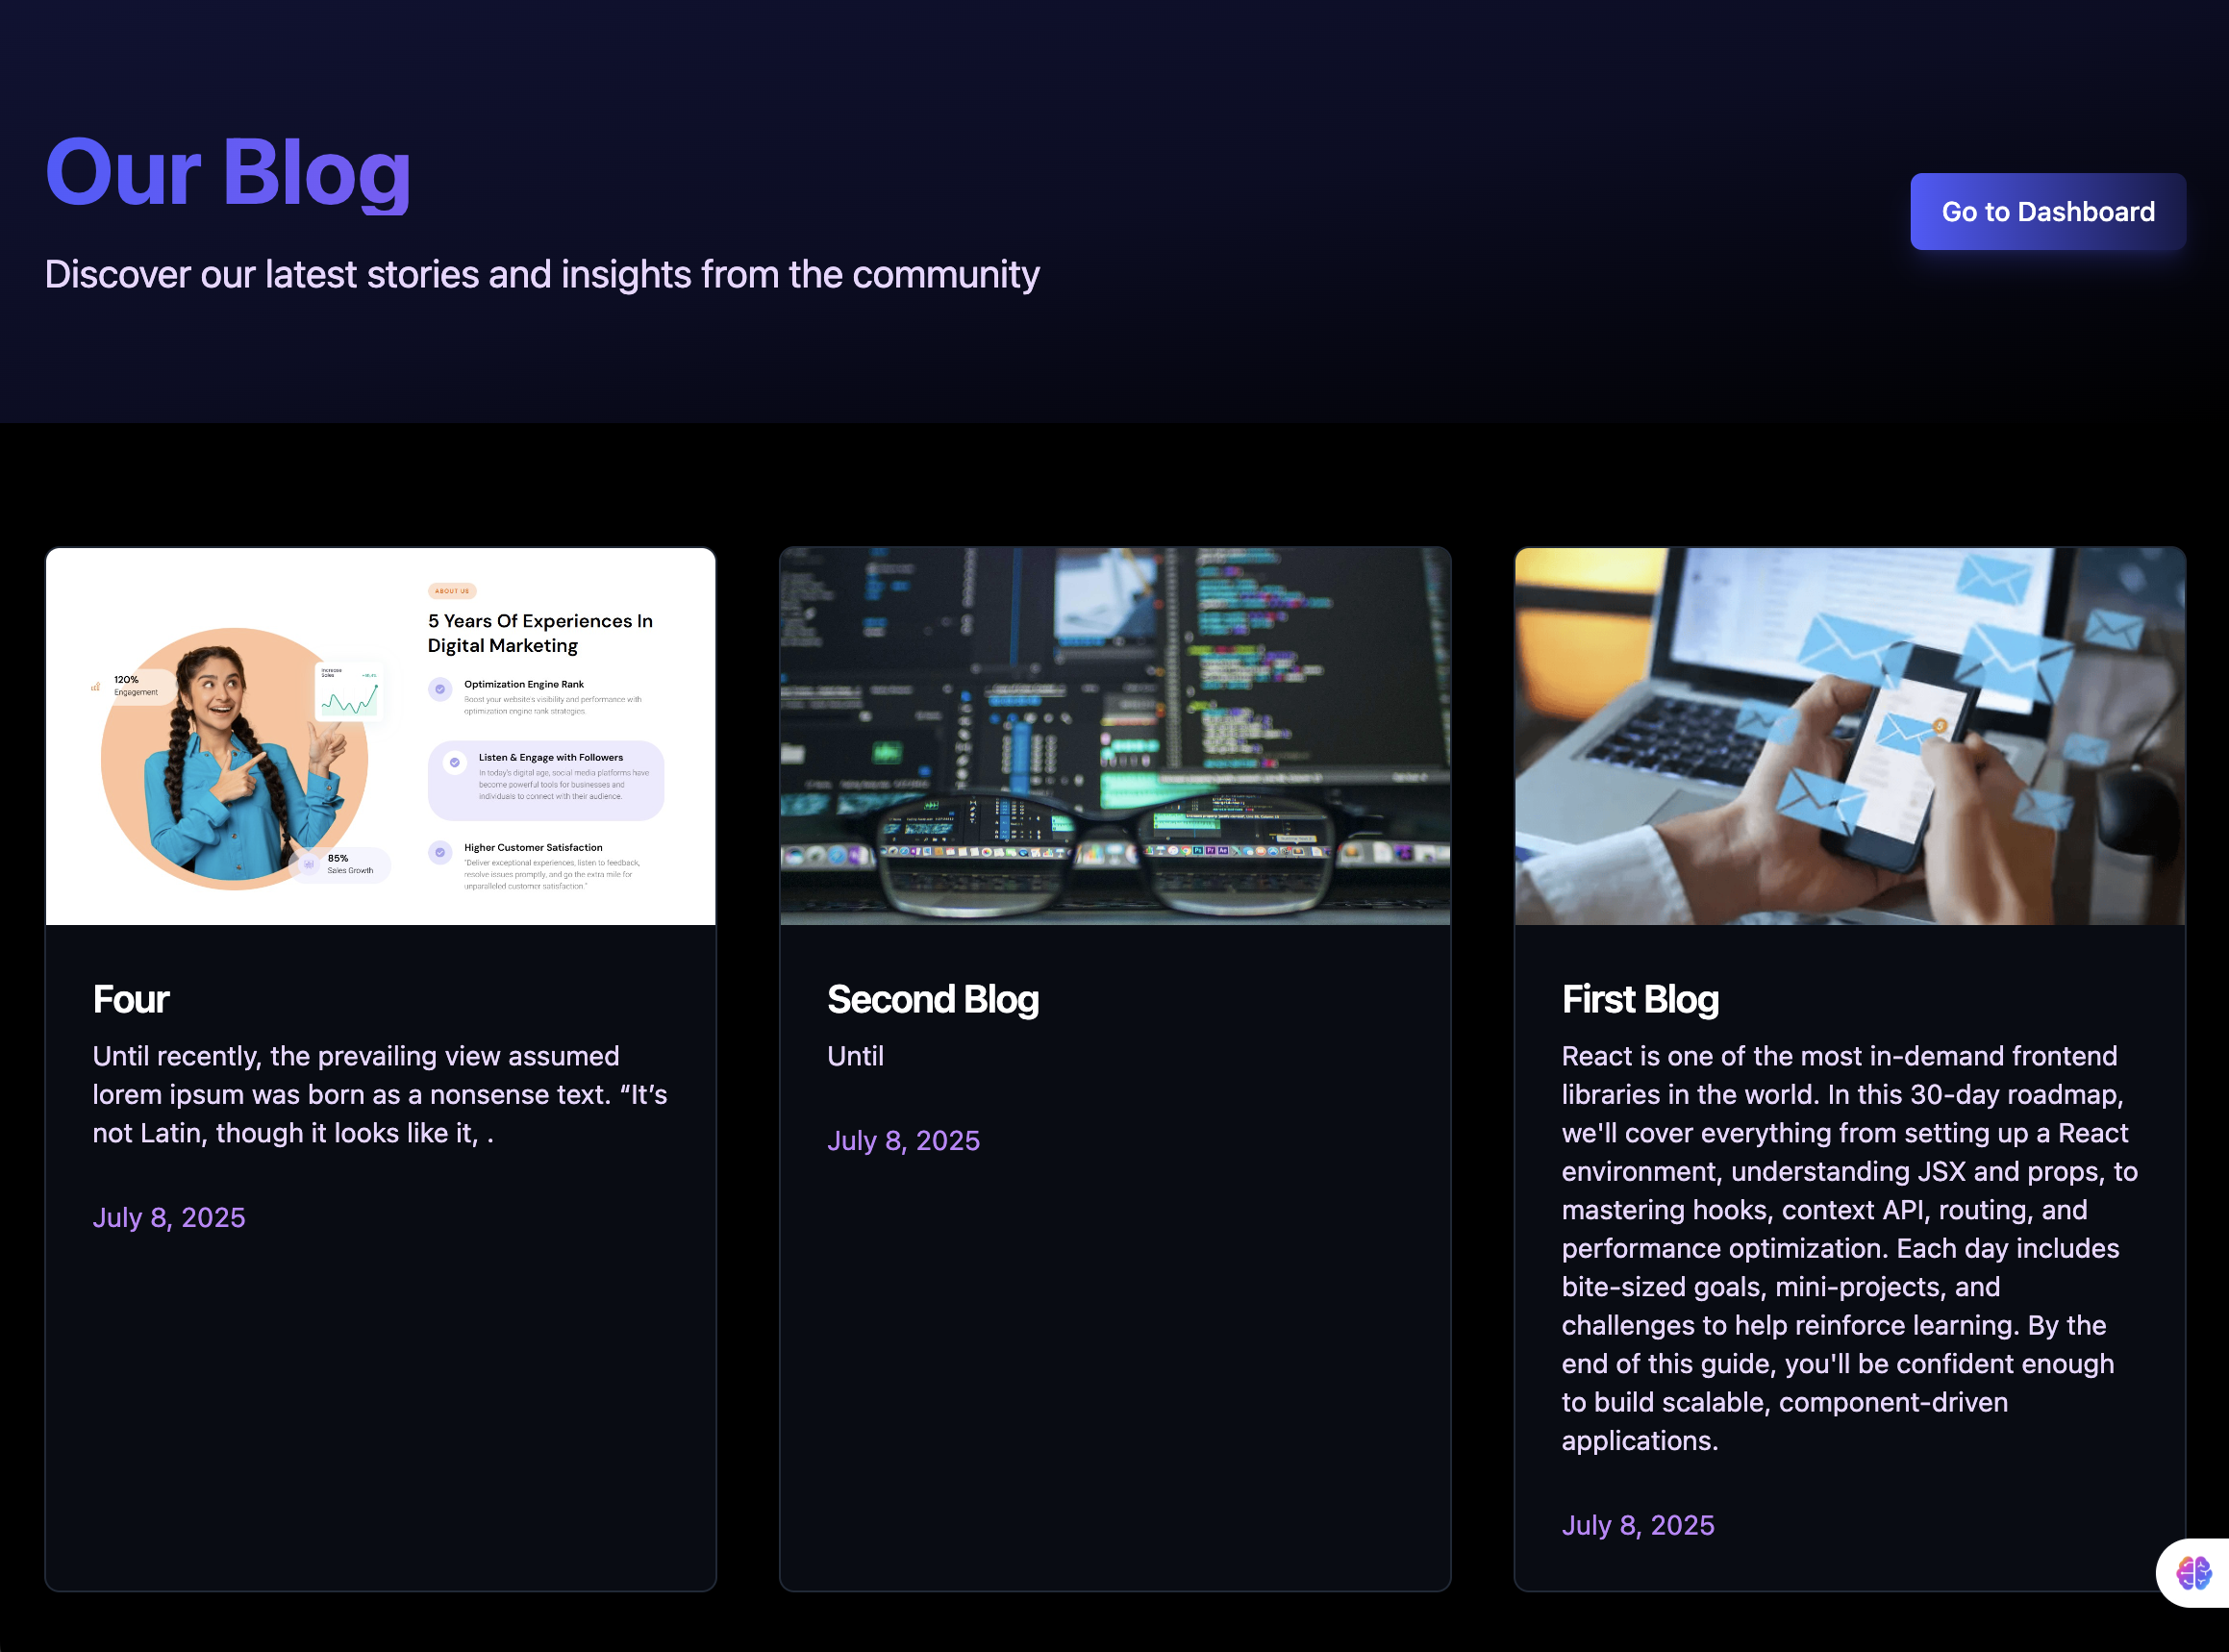 Our Blog
Discover our latest stories and insights from the community
Go to Dashboard
ABOUT US
5 Years Of Experiences In
Digital Marketing
120%
Engagement
Increase
Sales
Optimization Engine Rank
Boost your website's visibility and performance with
optimization engine rank strategies.
Listen & Engage with Followers
In today's digital age, social media platforms have
become powerful tools for businesses and
individuals to connect with their audience.
85%
Sales Growth
Higher Customer Satisfaction
"Deliver exceptional experiences, listen to feedback,
resolve issues promptly, and go the extra mile for
unparalleled customer satisfaction."
Four
Until recently, the prevailing view assumed
lorem ipsum was born as a nonsense text. “It’s
not Latin, though it looks like it, .
July 8, 2025
Second Blog
Until
July 8, 2025
First Blog
React is one of the most in-demand frontend
libraries in the world. In this 30-day roadmap,
we'll cover everything from setting up a React
environment, understanding JSX and props, to
mastering hooks, context API, routing, and
performance optimization. Each day includes
bite-sized goals, mini-projects, and
challenges to help reinforce learning. By the
end of this guide, you'll be confident enough
to build scalable, component-driven
applications.
July 8, 2025